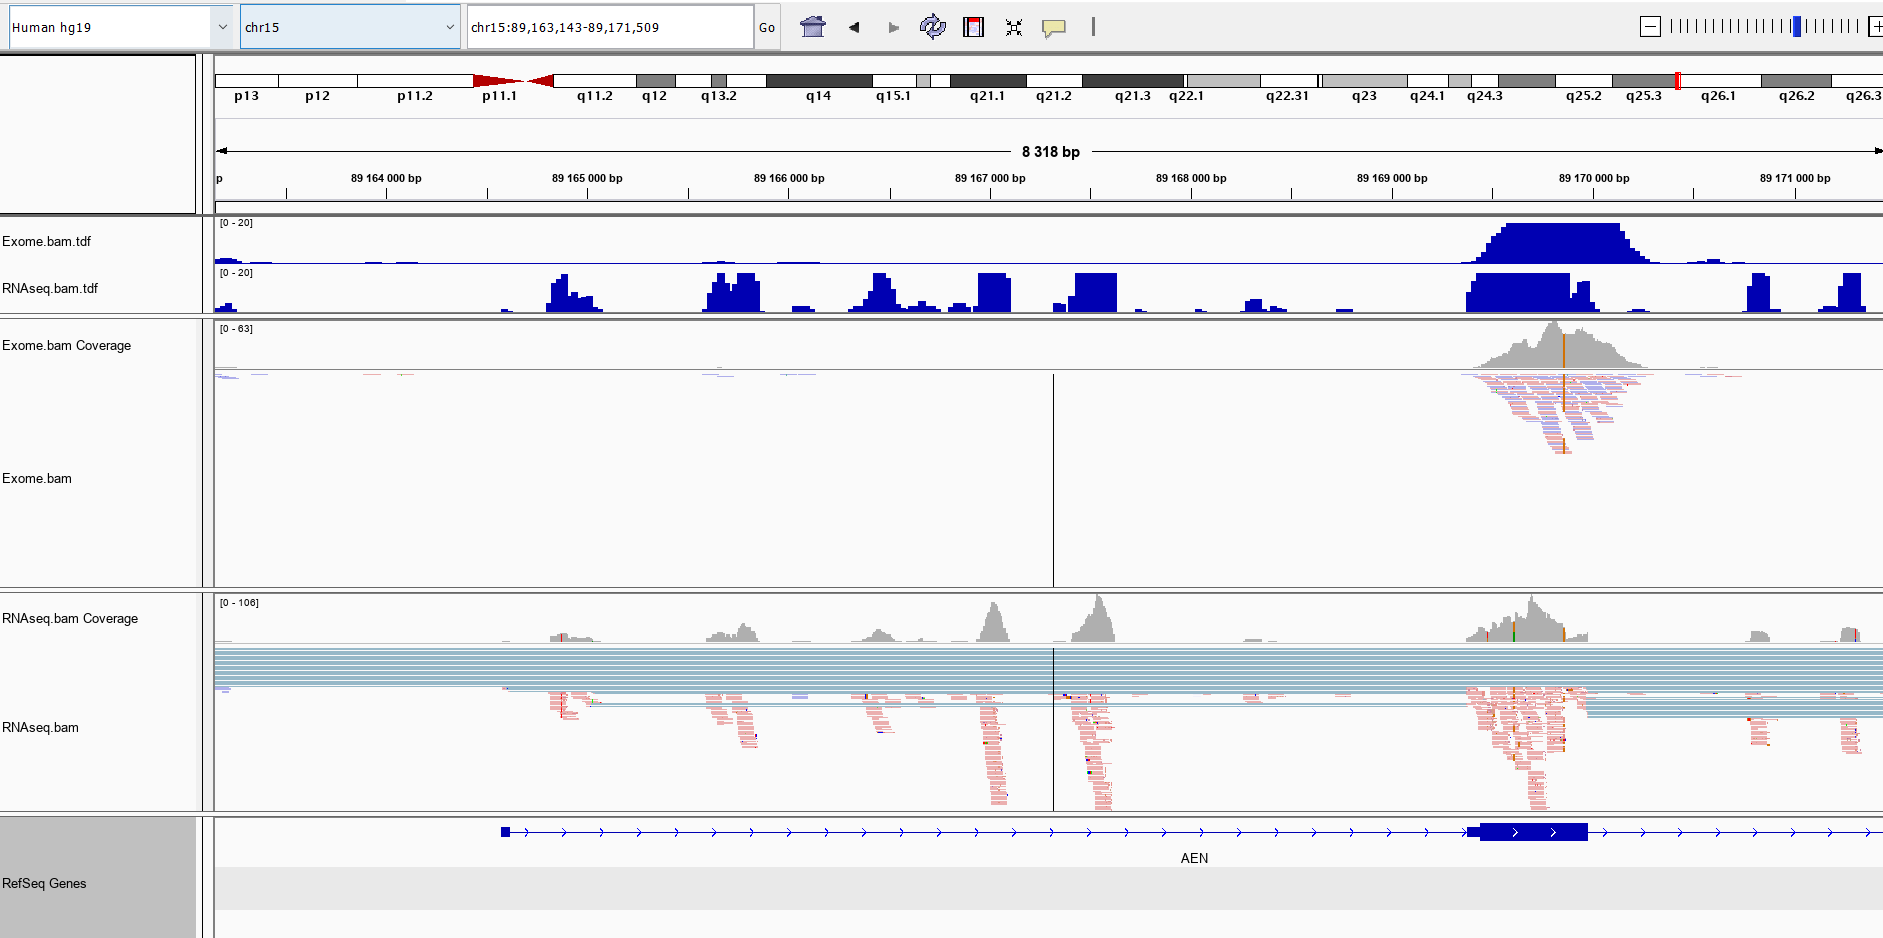 Human hg19 chr15 chr15:89,163,143-89,171,509 Go
p13 p12 p11.2 p11.1 q11.2 q12 q13.2 q14 q15.1 q21.1 q21.2 q21.3 q22.1 q22.31 q23 q24.1 q24.3 q25.2 q25.3 q26.1 q26.2 q26.3
8 318 bp
p 89 164 000 bp 89 165 000 bp 89 166 000 bp 89 167 000 bp 89 168 000 bp 89 169 000 bp 89 170 000 bp 89 171 000 bp
[0 - 20]
Exome.bam.tdf
[0 - 20]
RNAseq.bam.tdf
[0 - 63]
Exome.bam Coverage
Exome.bam
[0 - 106]
RNAseq.bam Coverage
RNAseq.bam
AEN
RefSeq Genes